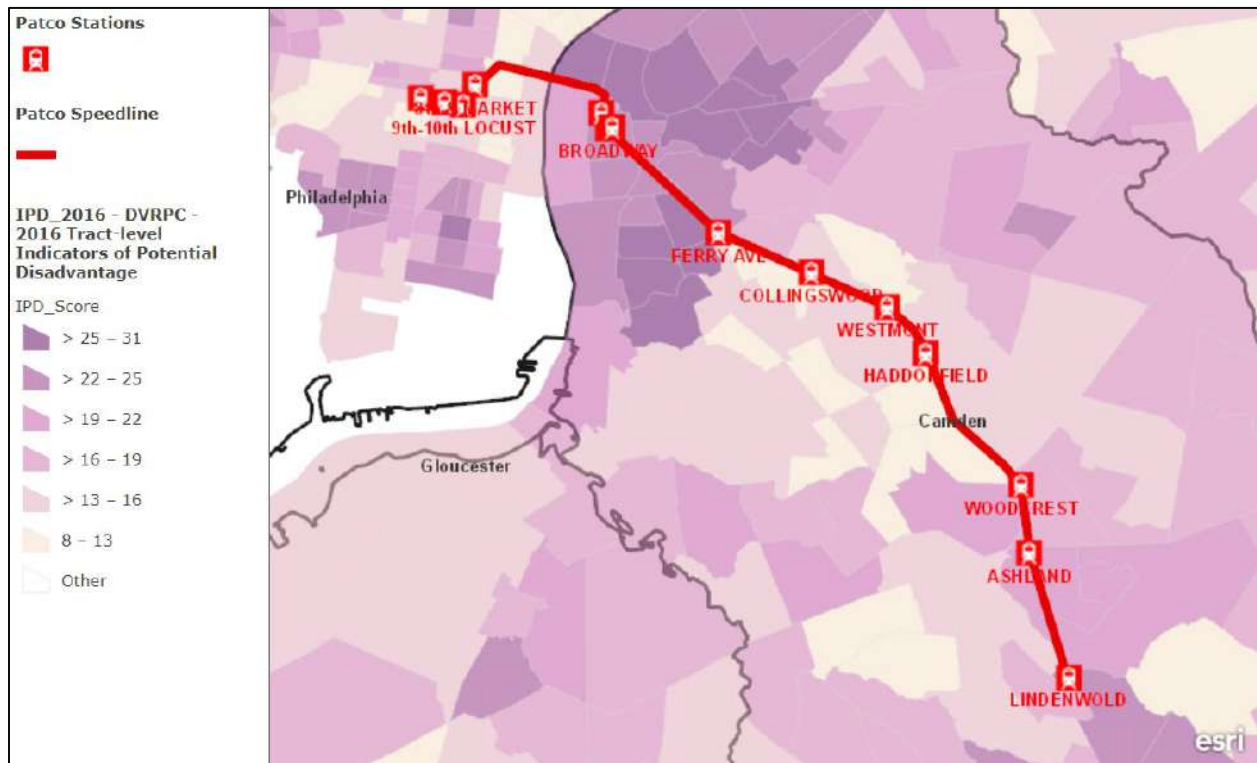 Patco Stations
Patco Speedline
IPD_2016 - DVRPC -
2016 Tract-level
Indicators of Potential
Disadvantage
IPD_Score
> 25 – 31
> 22 – 25
> 19 – 22
> 16 – 19
> 13 – 16
8 – 13
Other
MARKET
9th-10th LOCUST
BROADWAY
Philadelphia
FERRY AVE
COLLINGSWOOD
WESTMONT
HADDONFIELD
Camden
Gloucester
WOODCREST
ASHLAND
LINDENWOLD
esri